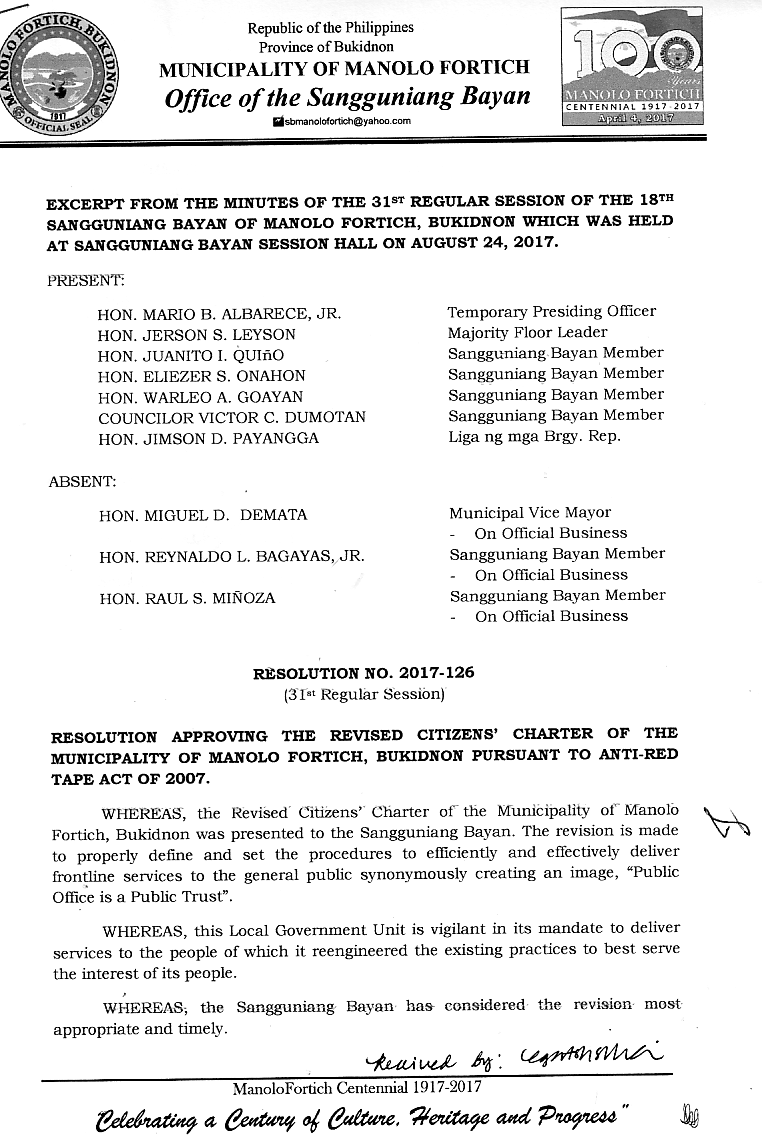 MANOLO FORTICH, BUKIDNON
1917
OFFICIAL SEAL
Republic of the Philippines
Province of Bukidnon
MUNICIPALITY OF MANOLO FORTICH
Office of the Sangguniang Bayan
sbmanolofortich@yahoo.com
100
Years
MANOLO FORTICH
CENTENNIAL 1917-2017
April 4, 2017
EXCERPT FROM THE MINUTES OF THE 31ST REGULAR SESSION OF THE 18TH
SANGGUNIANG BAYAN OF MANOLO FORTICH, BUKIDNON WHICH WAS HELD
AT SANGGUNIANG BAYAN SESSION HALL ON AUGUST 24, 2017.
PRESENT:
HON. MARIO B. ALBARECE, JR. Temporary Presiding Officer
HON. JERSON S. LEYSON Majority Floor Leader
HON. JUANITO I. QUIñO Sangguniang Bayan Member
HON. ELIEZER S. ONAHON Sangguniang Bayan Member
HON. WARLEO A. GOAYAN Sangguniang Bayan Member
COUNCILOR VICTOR C. DUMOTAN Sangguniang Bayan Member
HON. JIMSON D. PAYANGGA Liga ng mga Brgy. Rep.
ABSENT:
HON. MIGUEL D. DEMATA Municipal Vice Mayor
- On Official Business
HON. REYNALDO L. BAGAYAS, JR. Sangguniang Bayan Member
- On Official Business
HON. RAUL S. MIÑOZA Sangguniang Bayan Member
- On Official Business
RESOLUTION NO. 2017-126
(31st Regular Session)
RESOLUTION APPROVING THE REVISED CITIZENS' CHARTER OF THE
MUNICIPALITY OF MANOLO FORTICH, BUKIDNON PURSUANT TO ANTI-RED
TAPE ACT OF 2007.
WHEREAS, the Revised Citizens' Charter of the Municipality of Manolo
Fortich, Bukidnon was presented to the Sangguniang Bayan. The revision is made
to properly define and set the procedures to efficiently and effectively deliver
frontline services to the general public synonymously creating an image, "Public
Office is a Public Trust".
WHEREAS, this Local Government Unit is vigilant in its mandate to deliver
services to the people of which it reengineered the existing practices to best serve
the interest of its people.
WHEREAS, the Sangguniang Bayan has considered the revision most
appropriate and timely.
Received by:
ManoloFortich Centennial 1917-2017
"Celebrating a Century of Culture, Heritage and Progress"